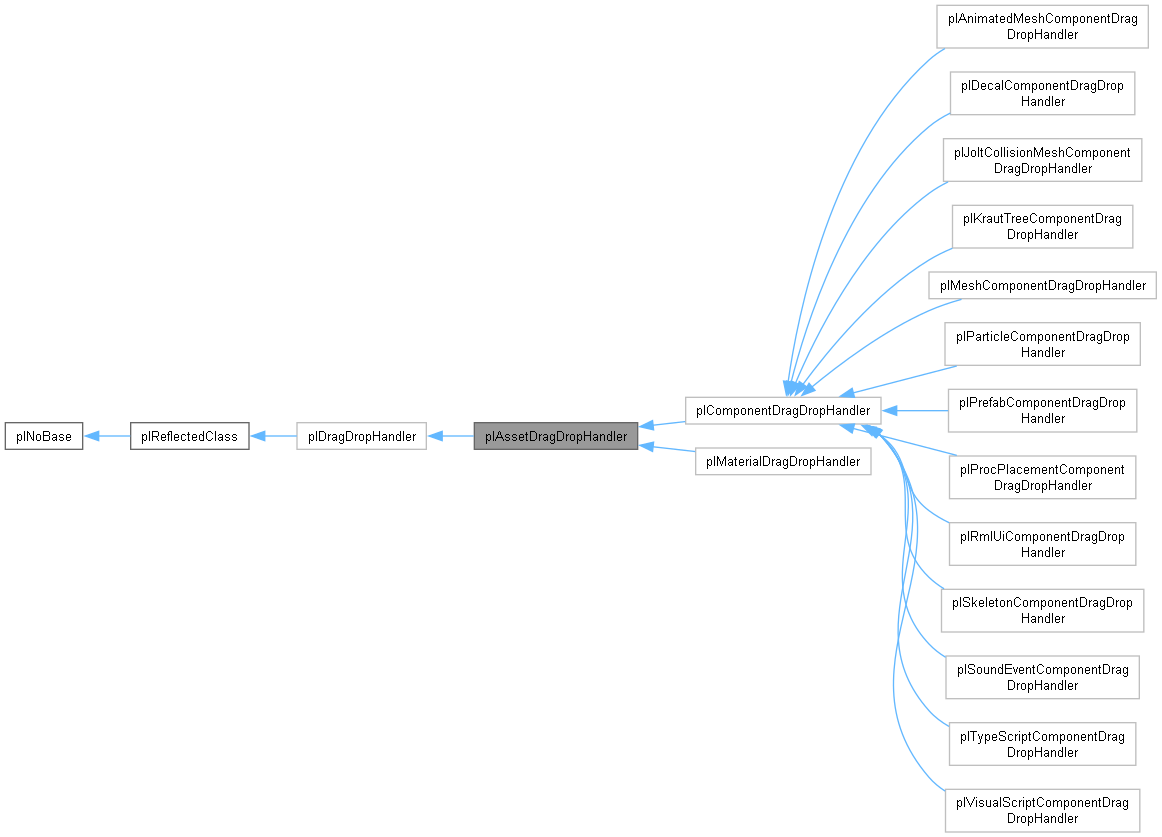 plAnimatedMeshComponentDrag
DropHandler
plDecalComponentDragDrop
Handler
plJoltCollisionMeshComponent
DragDropHandler
plKrautTreeComponentDrag
DropHandler
plMeshComponentDragDropHandler
plParticleComponentDragDrop
Handler
plPrefabComponentDragDrop
Handler
plComponentDragDropHandler
plNoBase
plReflectedClass
plDragDropHandler
plAssetDragDropHandler
plMaterialDragDropHandler
plProcPlacementComponent
DragDropHandler
plRmlUiComponentDragDrop
Handler
plSkeletonComponentDragDrop
Handler
plSoundEventComponentDrag
DropHandler
plTypeScriptComponentDrag
DropHandler
plVisualScriptComponentDrag
DropHandler